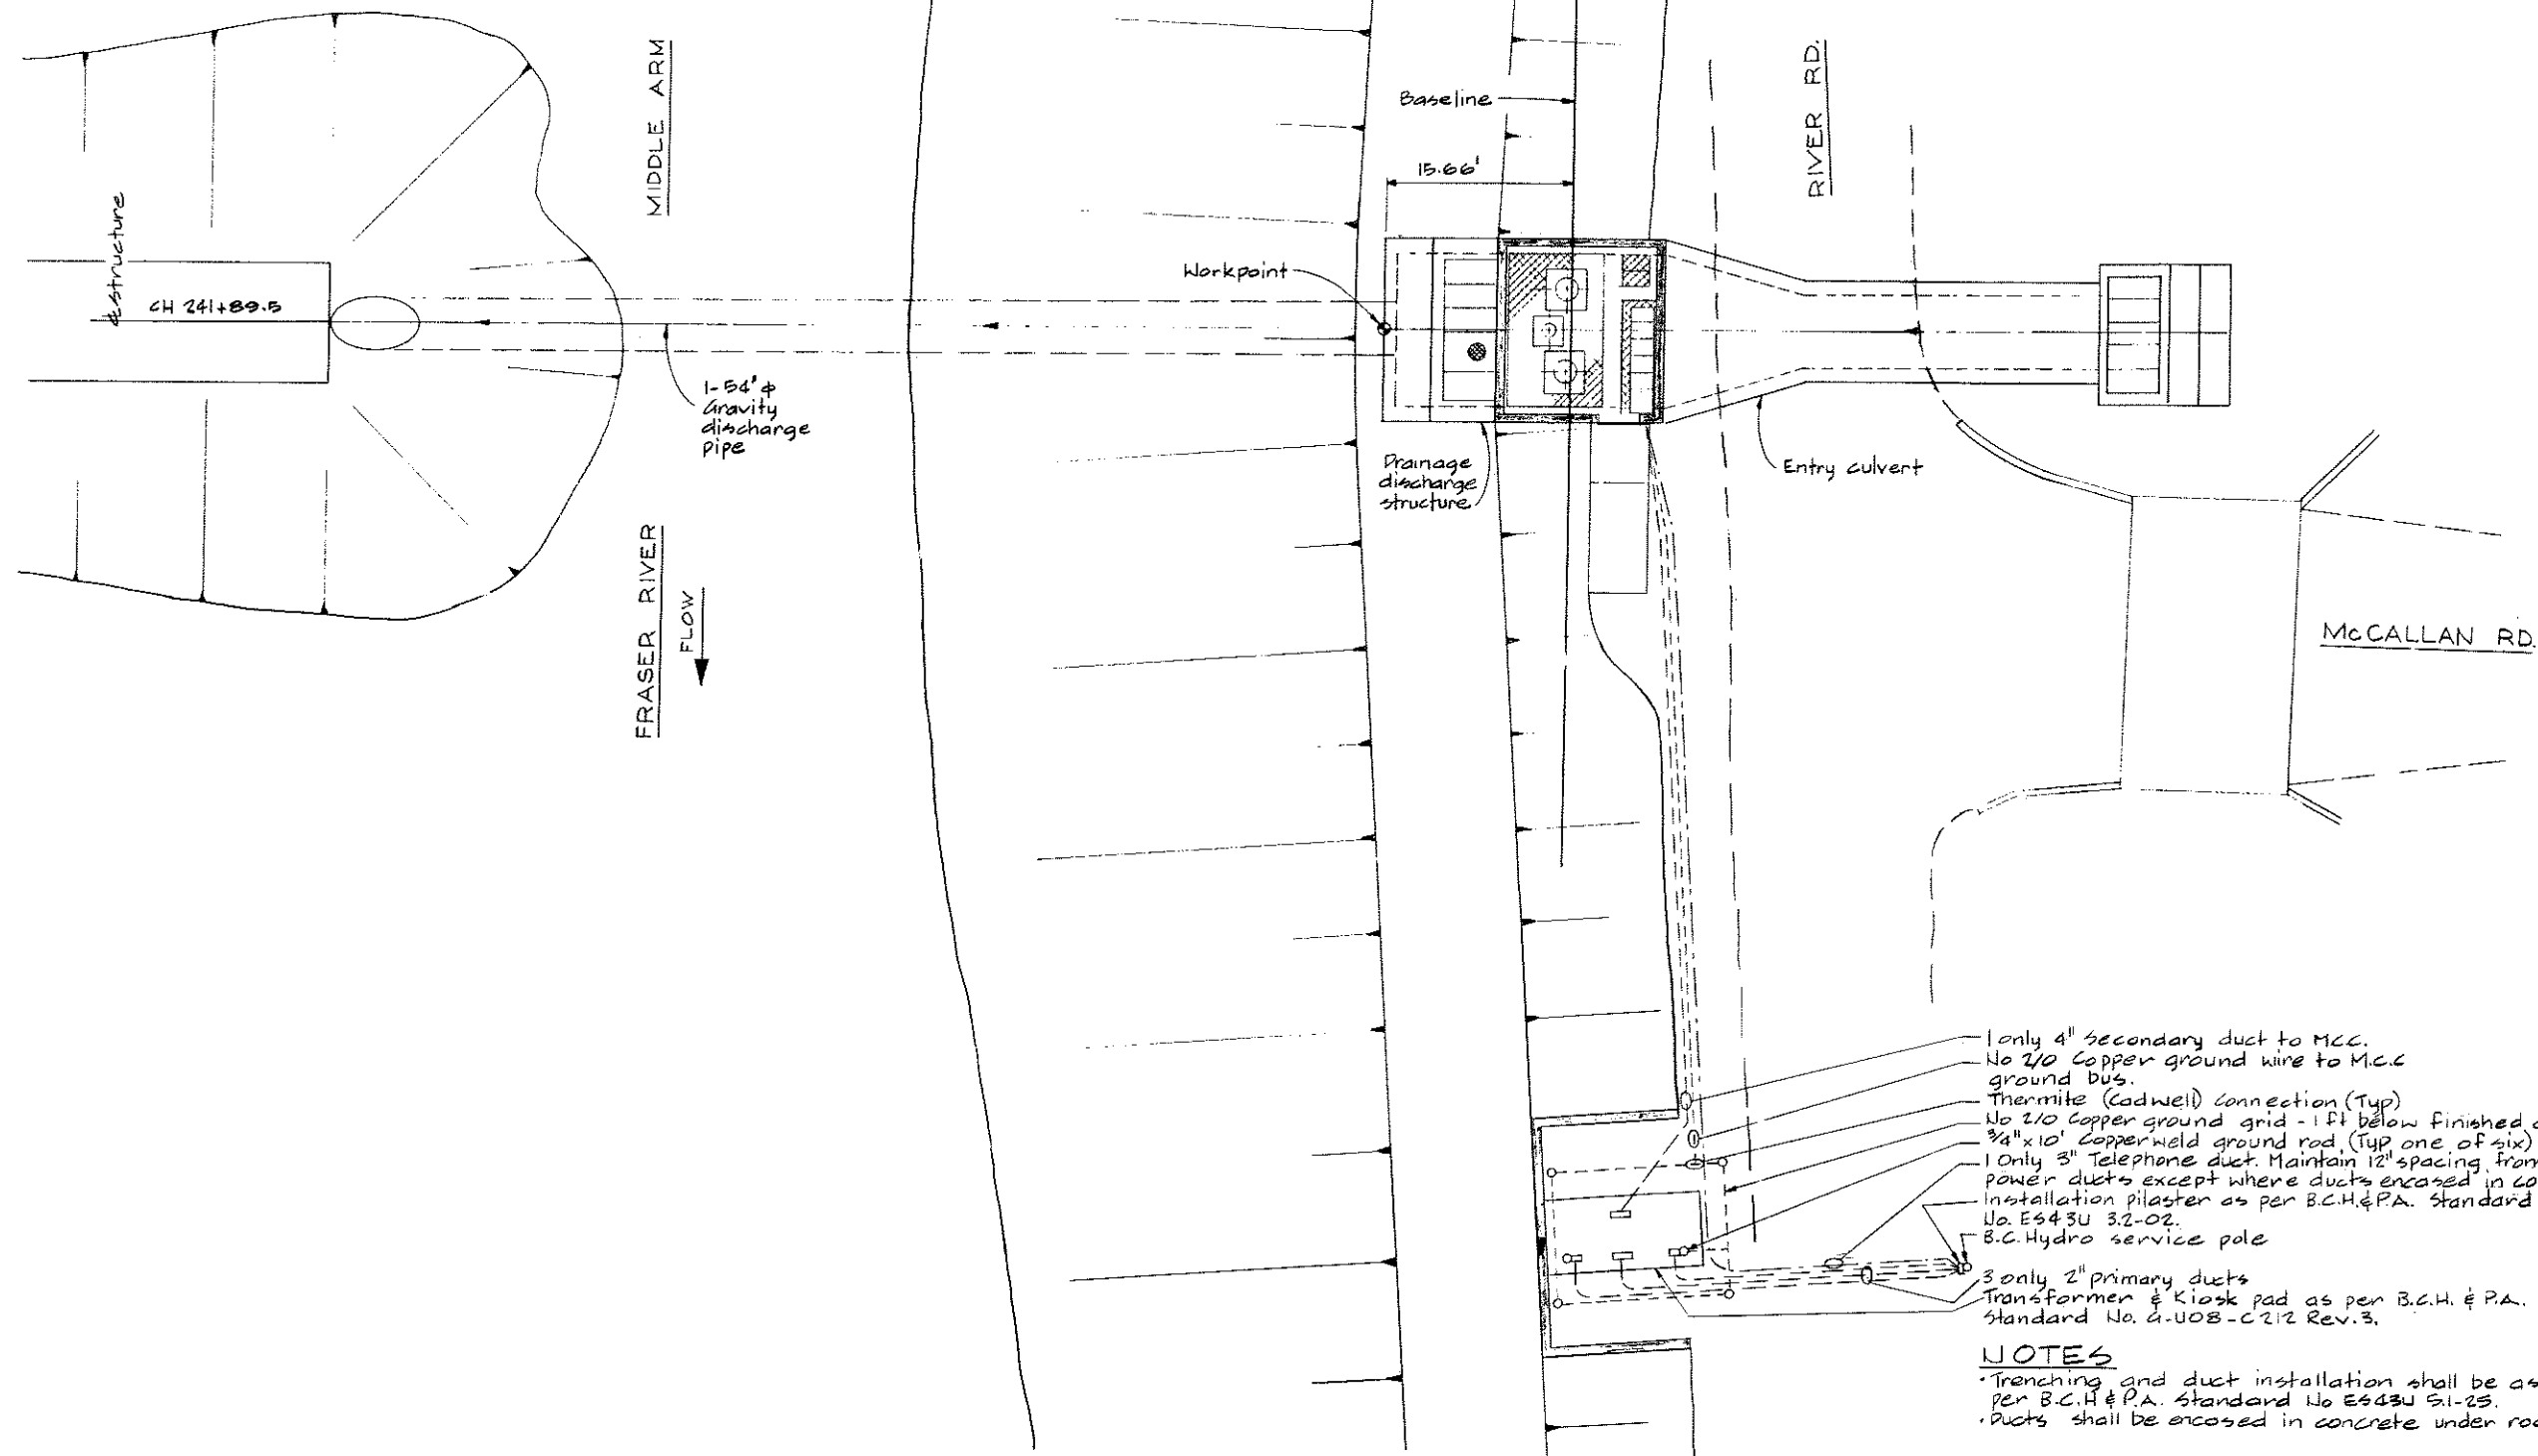 MIDDLE ARM
Baseline
RIVER RD.
15.66'
&structure
CH 241+89.5
Workpoint
1-54"φ
Gravity
discharge
pipe
Drainage
discharge
structure
Entry culvert
FRASER RIVER
FLOW
McCALLAN RD.
1 only 4" secondary duct to MCC.
No 2/0 Copper ground wire to M.C.C
ground bus.
Thermite (Cadwell) connection (Typ)
No 2/0 Copper ground grid - 1 ft below finished
3/4"x10' Copperweld ground rod (Typ one of six)
1 Only 3" Telephone duct. Maintain 12" spacing from
power ducts except where ducts encased in co
Installation pilaster as per B.C.H.&P.A. Standard
No. ES43U 3.2-02.
B.C. Hydro service pole
3 only 2" primary ducts
Transformer & Kiosk pad as per B.C.H. & P.A.
Standard No. G-U08-C212 Rev.3.
NOTES
·Trenching and duct installation shall be as
per B.C.H & P.A. Standard No ES43U 5.1-25.
·Ducts shall be encased in concrete under